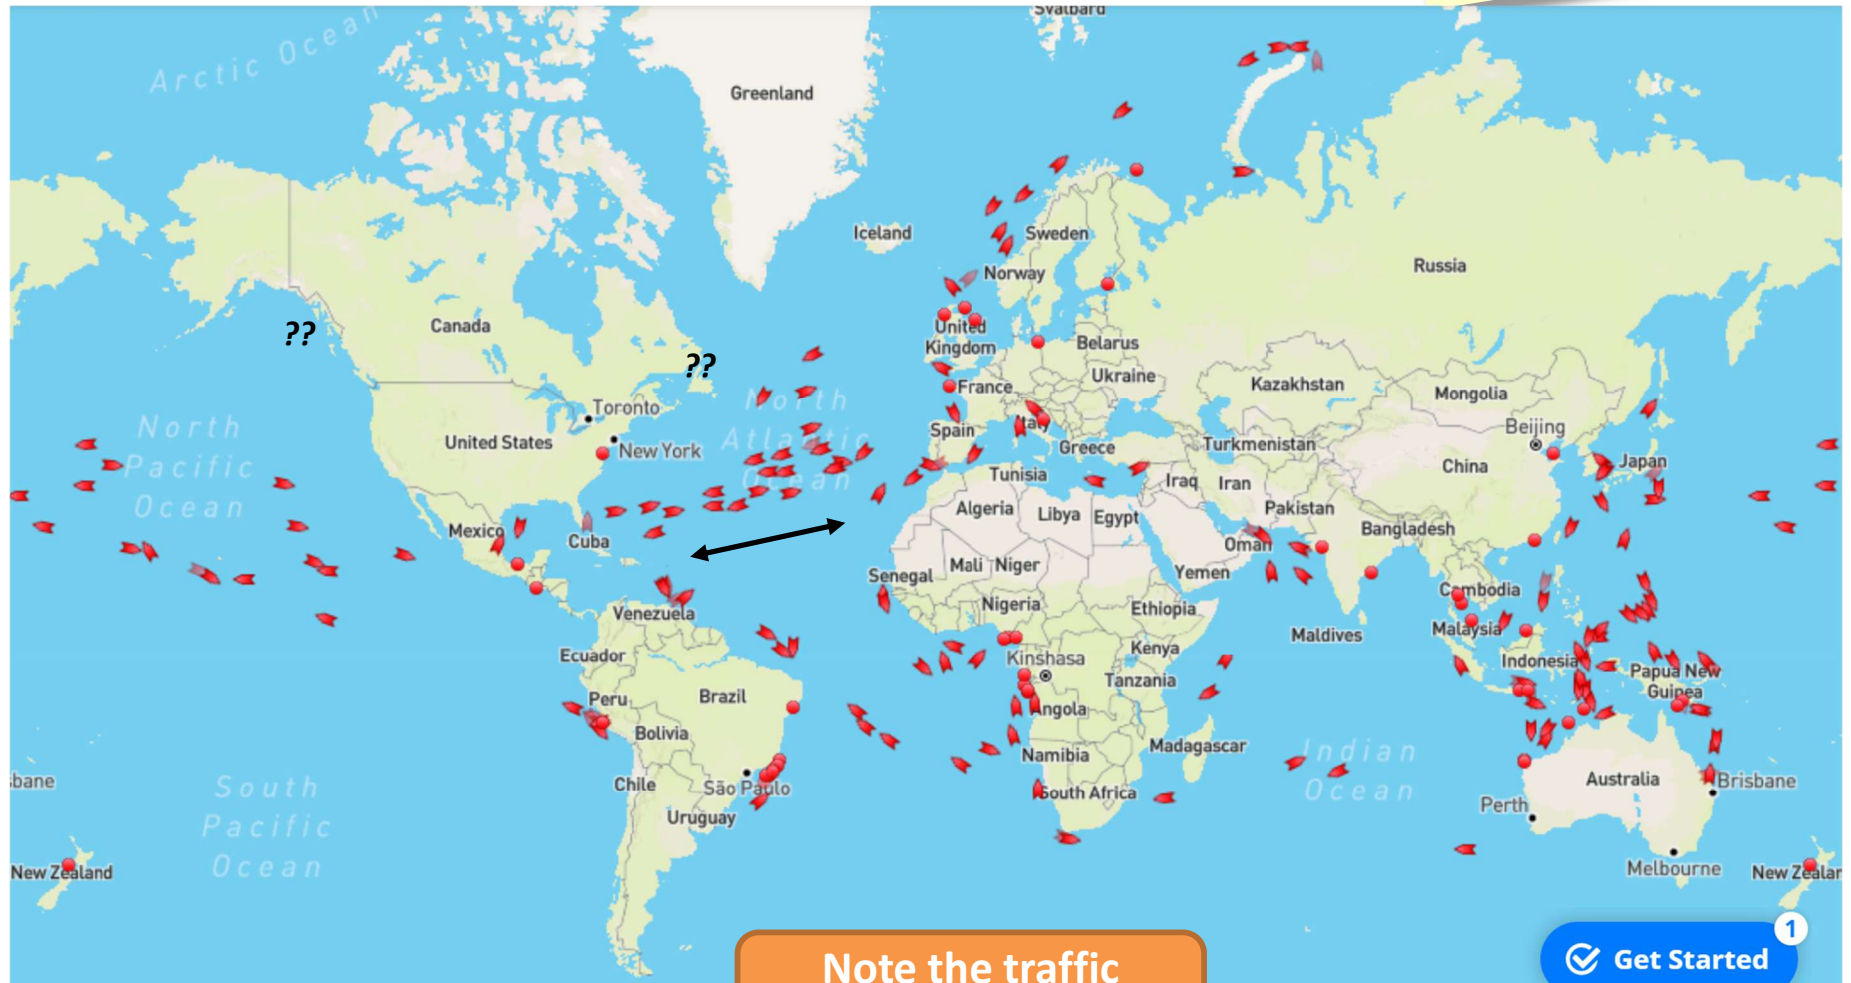 Svalbard
Arctic Ocean
Greenland
Iceland
Sweden
Norway
Russia
??
Canada
United
Kingdom
Belarus
??
France
Ukraine
Kazakhstan
Mongolia
Toronto
North
Pacific
Ocean
North
Atlantic
Ocean
United States
New York
Spain
Italy
Greece
Turkmenistan
Beijing
China
Japan
Tunisia
Iraq
Iran
Algeria
Libya
Egypt
Pakistan
Bangladesh
Mexico
Cuba
Oman
Mali
Niger
Senegal
Yemen
Cambodia
Venezuela
Nigeria
Ethiopia
Maldives
Malaysia
Ecuador
Kinshasa
Kenya
Indonesia
Papua New
Guinea
Tanzania
Peru
Brazil
Angola
Bolivia
Namibia
Madagascar
Indian
Ocean
sbane
South
Pacific
Ocean
Chile
São Paulo
South Africa
Australia
Brisbane
Perth
Uruguay
New Zealand
Melbourne
New Zealan
1
Note the traffic
Get Started